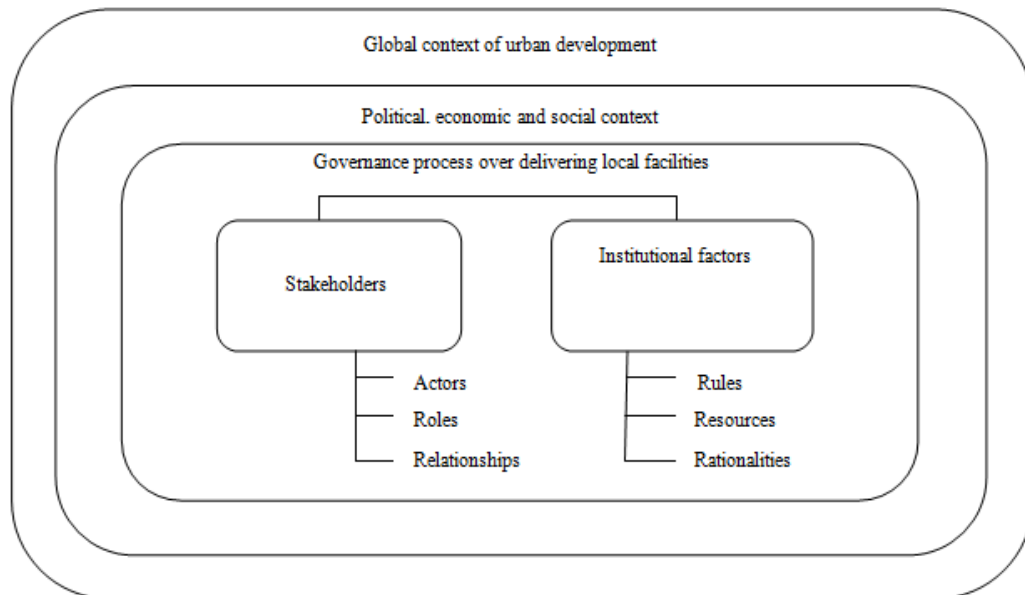 Global context of urban development
Political. economic and social context
Governance process over delivering local facilities
Stakeholders
Institutional factors
Actors
Roles
Relationships
Rules
Resources
Rationalities